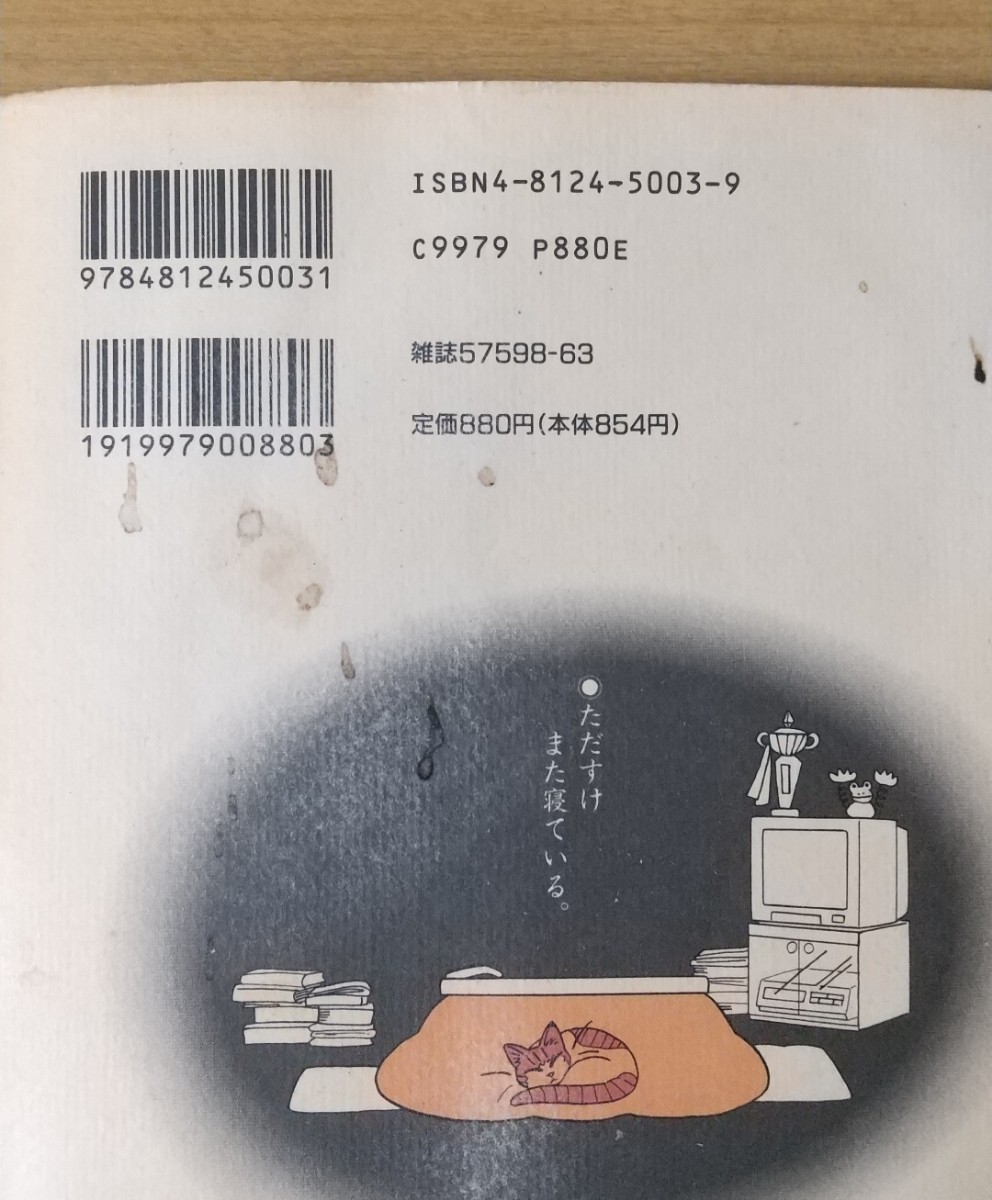 9784812450031
ISBN4-8124-5003-9
C9979 P880E
1919979008803
雑誌57598-63
定価880円(本体854円)
●ただすけ
また寝ている。